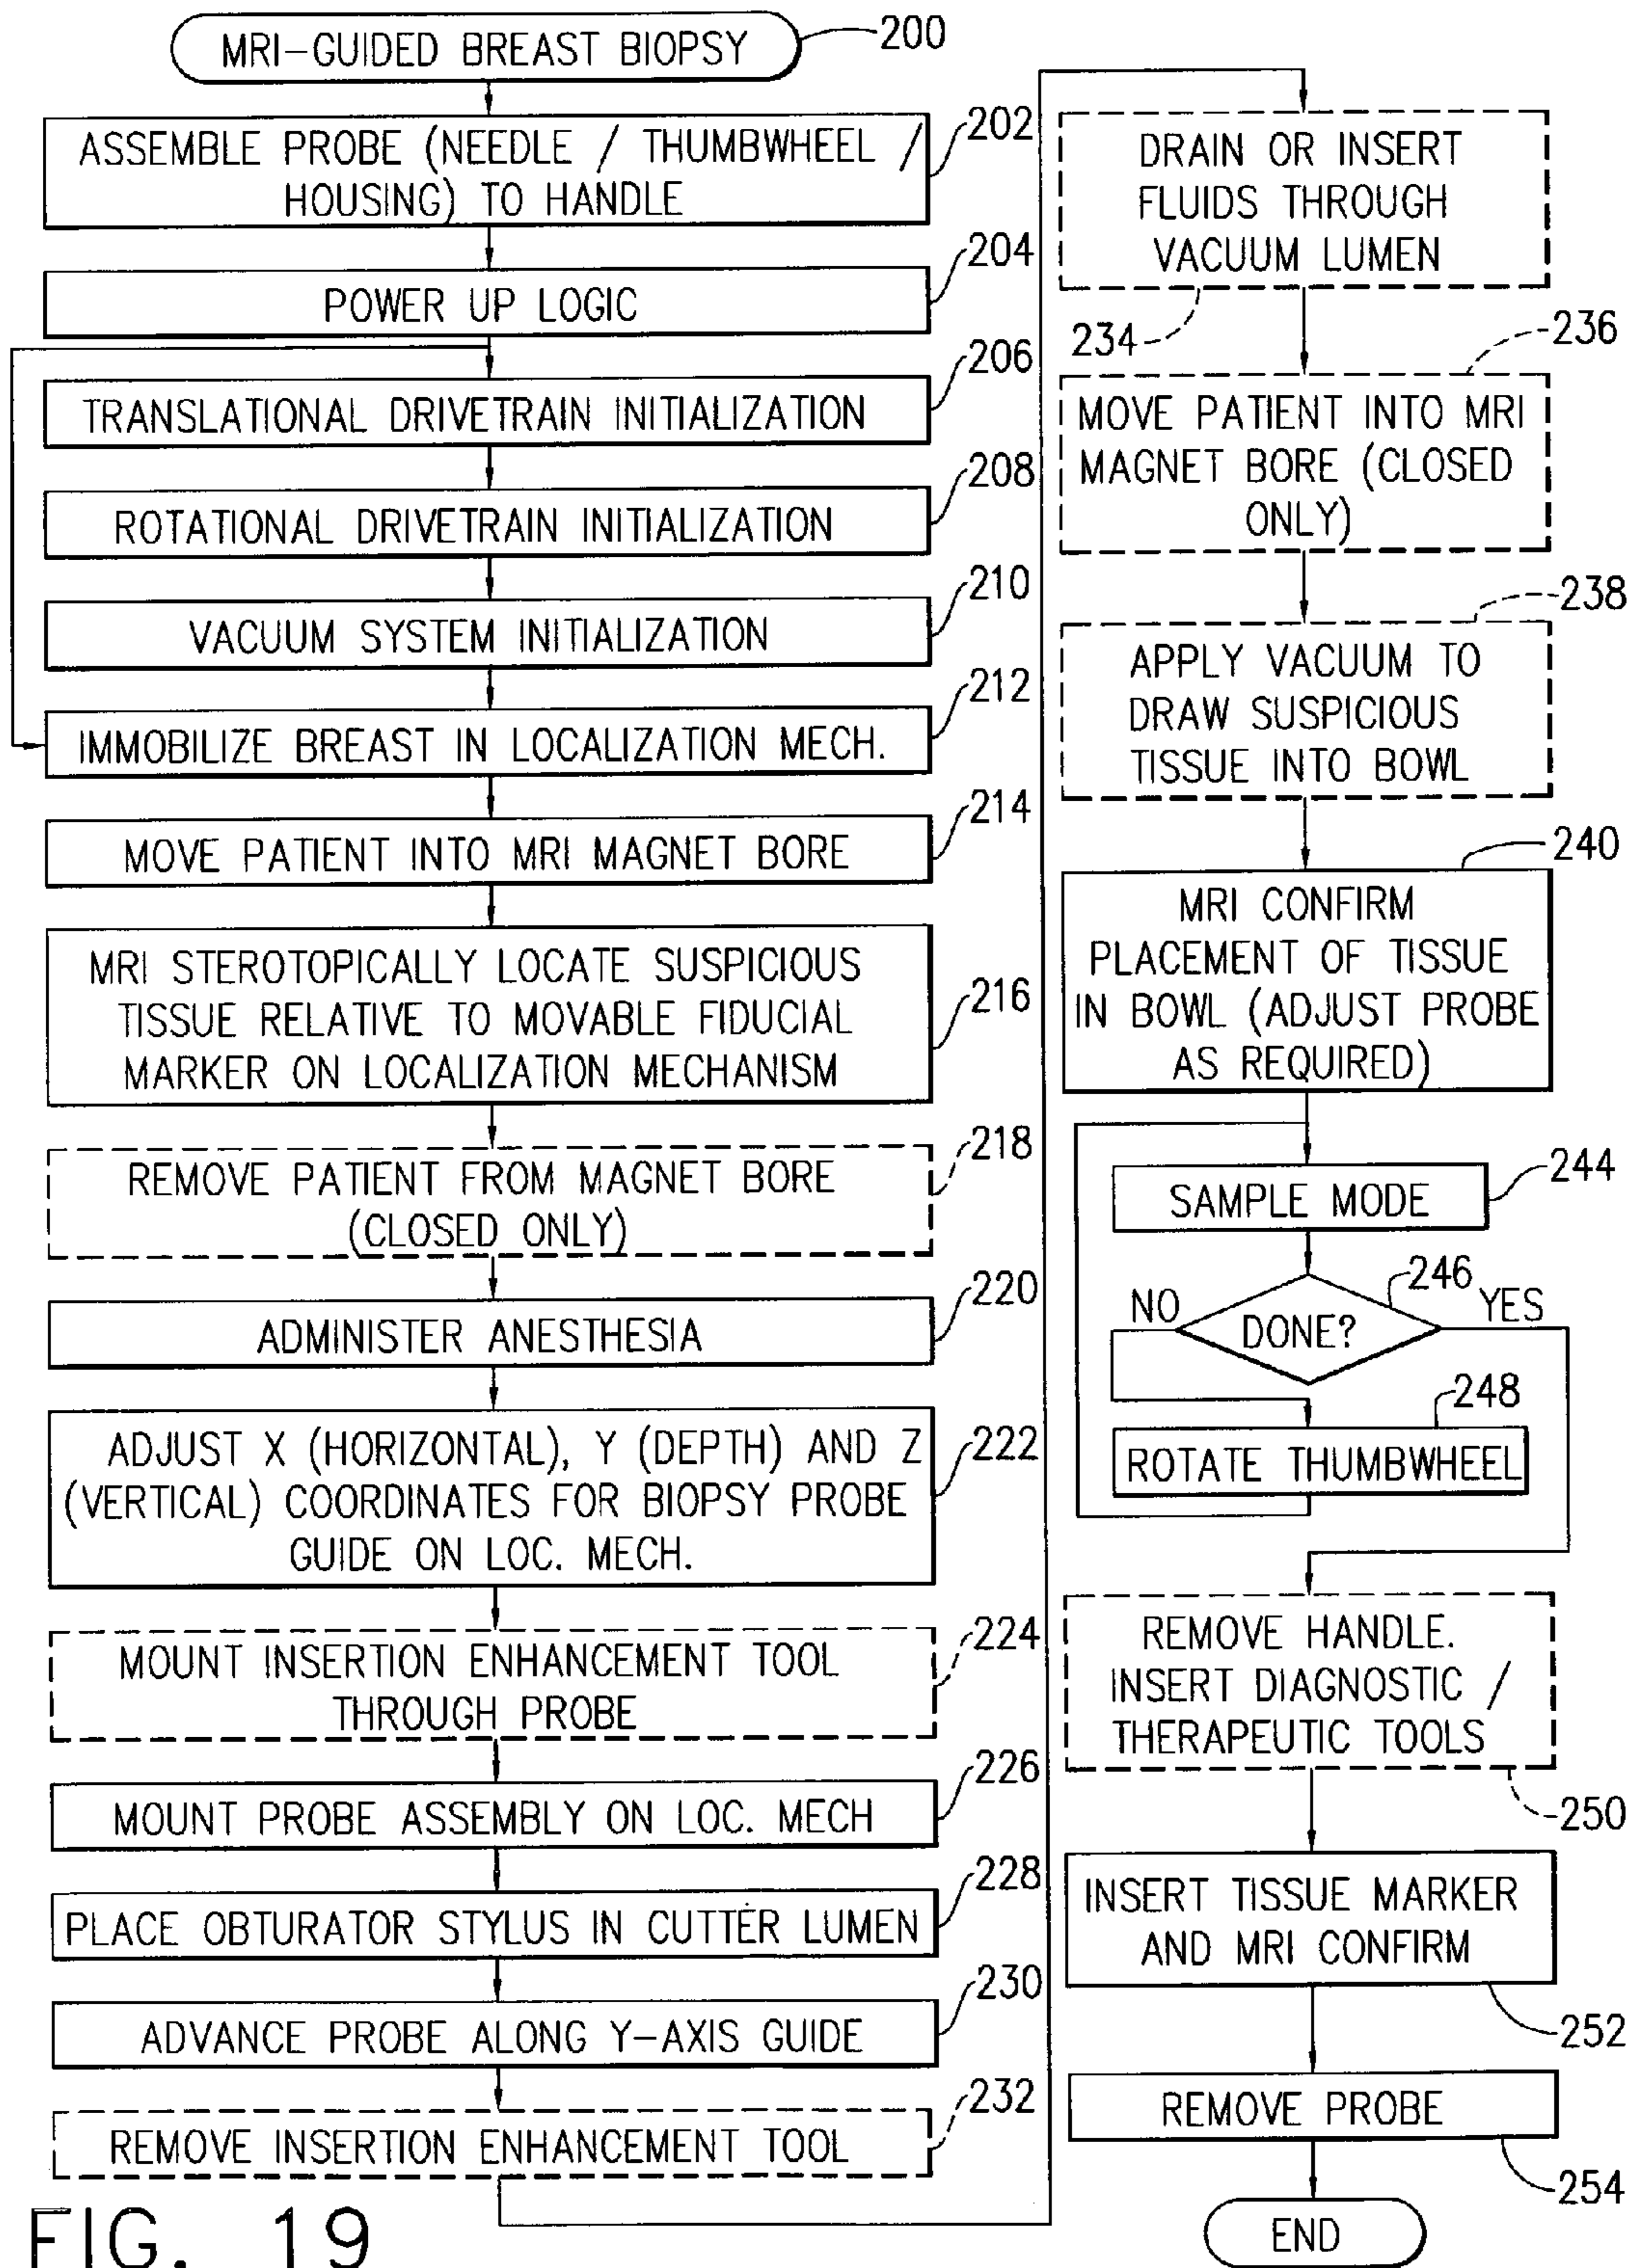 MRI-GUIDED BREAST BIOPSY
200
ASSEMBLE PROBE (NEEDLE / THUMBWHEEL /
HOUSING) TO HANDLE
202
POWER UP LOGIC
204
TRANSLATIONAL DRIVETRAIN INITIALIZATION
206
ROTATIONAL DRIVETRAIN INITIALIZATION
208
VACUUM SYSTEM INITIALIZATION
210
IMMOBILIZE BREAST IN LOCALIZATION MECH.
212
MOVE PATIENT INTO MRI MAGNET BORE
214
MRI STEROTOPICALLY LOCATE SUSPICIOUS
TISSUE RELATIVE TO MOVABLE FIDUCIAL
MARKER ON LOCALIZATION MECHANISM
216
REMOVE PATIENT FROM MAGNET BORE
(CLOSED ONLY)
218
ADMINISTER ANESTHESIA
220
ADJUST X (HORIZONTAL), Y (DEPTH) AND Z
(VERTICAL) COORDINATES FOR BIOPSY PROBE
GUIDE ON LOC. MECH.
222
MOUNT INSERTION ENHANCEMENT TOOL
THROUGH PROBE
224
MOUNT PROBE ASSEMBLY ON LOC. MECH
226
PLACE OBTURATOR STYLUS IN CUTTER LUMEN
228
ADVANCE PROBE ALONG Y-AXIS GUIDE
230
REMOVE INSERTION ENHANCEMENT TOOL
232
DRAIN OR INSERT
FLUIDS THROUGH
VACUUM LUMEN
234
MOVE PATIENT INTO MRI
MAGNET BORE (CLOSED
ONLY)
236
APPLY VACUUM TO
DRAW SUSPICIOUS
TISSUE INTO BOWL
238
MRI CONFIRM
PLACEMENT OF TISSUE
IN BOWL (ADJUST PROBE
AS REQUIRED)
240
SAMPLE MODE
244
NO
DONE?
246
YES
ROTATE THUMBWHEEL
248
REMOVE HANDLE.
INSERT DIAGNOSTIC /
THERAPEUTIC TOOLS
250
INSERT TISSUE MARKER
AND MRI CONFIRM
252
REMOVE PROBE
254
END
FIG. 19